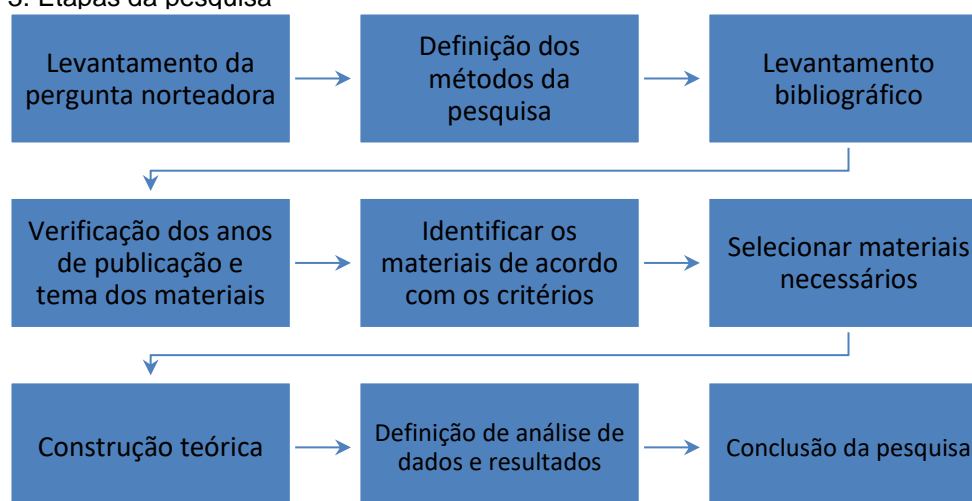 3. Etapas da pesquisa
Levantamento da
pergunta norteadora
Definição dos
métodos da
pesquisa
Levantamento
bibliográfico
Verificação dos anos
de publicação e
tema dos materiais
Identificar os
materiais de acordo
com os critérios
Selecionar materiais
necessários
Construção teórica
Definição de análise de
dados e resultados
Conclusão da pesquisa